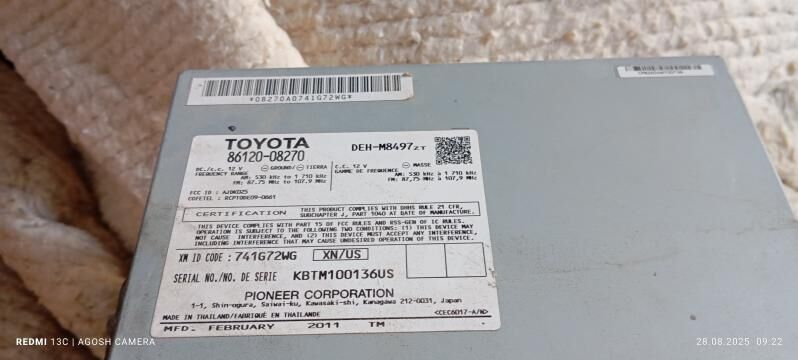 *08270A0741G72WG*
TOYOTA
86120-08270
DEH-M8497ZT
DC./c.c. 12 V ⊖ GROUND/⊖ TIERRA
FREQUENCY RANGE
AM: 530 kHz to 1 710 kHz
FM: 87.75 MHz to 107.9 MHz
C.C. 12 V ⊖ MASSE
GAMME DE FREQUENCE
AM: 530 kHz à 1 710 kHz
FM: 87,75 MHz à 107,9 MHz
FCC ID : AJDK025
COFETEL : RCPTODE09-0661
CERTIFICATION
THIS PRODUCT COMPLIES WITH DHHS RULE 21 CFR,
SUBCHAPTER J, PART 1040 AT DATE OF MANUFACTURE.
THIS DEVICE COMPLIES WITH PART 15 OF FCC RULES AND RSS-GEN OF IC RULES.
OPERATION IS SUBJECT TO THE FOLLOWING TWO CONDITIONS: (1) THIS DEVICE MAY
NOT CAUSE INTERFERENCE, AND (2) THIS DEVICE MUST ACCEPT ANY INTERFERENCE,
INCLUDING INTERFERENCE THAT MAY CAUSE UNDESIRED OPERATION OF THIS DEVICE.
XM ID CODE : 741G72WG XN/US
SERIAL NO./NO. DE SERIE KBTM100136US
PIONEER CORPORATION
1-1, Shin-ogura, Saiwai-ku, Kawasaki-shi, Kanagawa 212-0031, Japan
MADE IN THAILAND/FABRIQUÉ EN THAILANDE
<CEC6017-A/N>
MFD. FEBRUARY 2011 TM
REDMI 13C | AGOSH CAMERA
28.08.2025 09:22